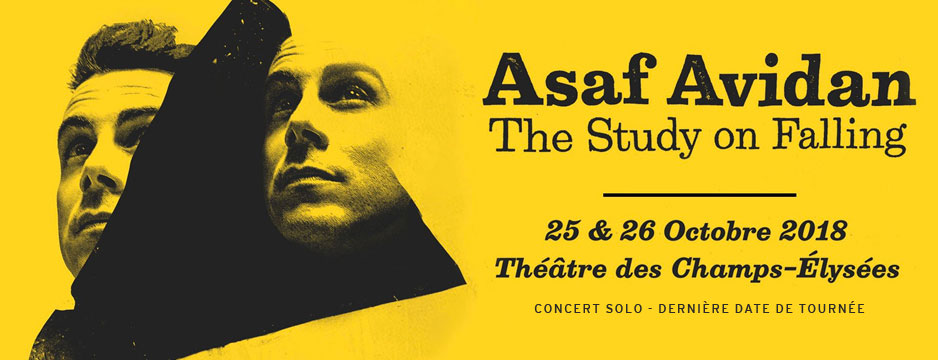 Asaf Avidan
The Study on Falling
25 & 26 Octobre 2018
Théâtre des Champs-Élysées
CONCERT SOLO - DERNIÈRE DATE DE TOURNÉE